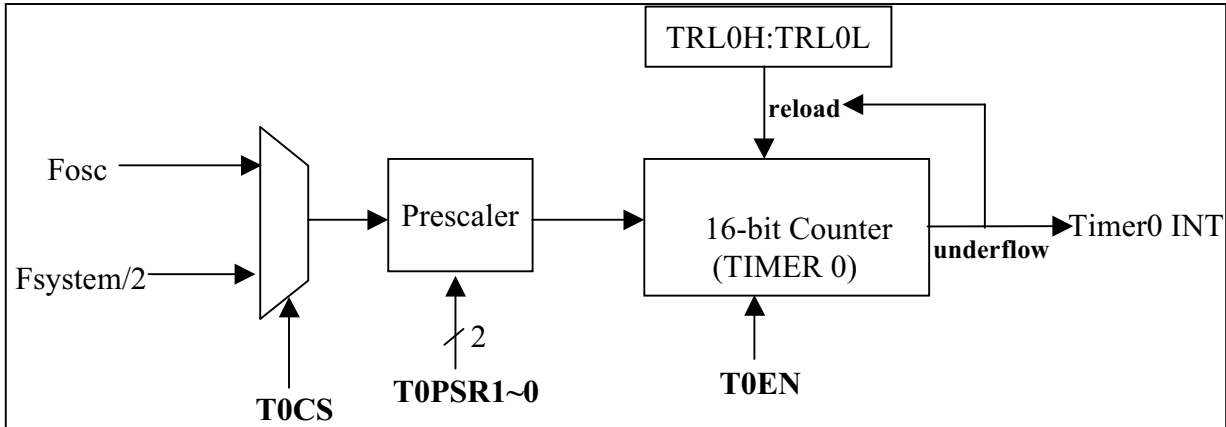 TRL0H:TRL0L
reload
Fosc
Prescaler
16-bit Counter
(TIMER 0)
Timer0 INT
underflow
Fsystem/2
2
T0CS
T0PSR1~0
T0EN